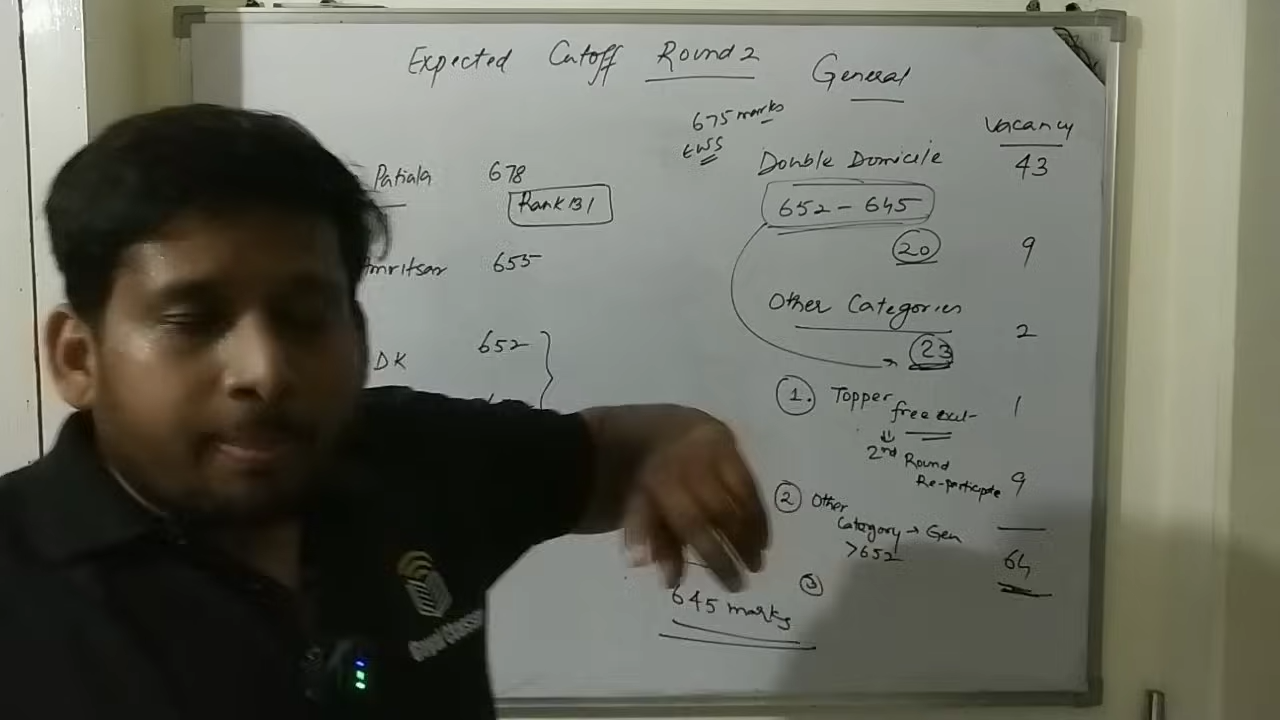 Expected Cutoff Round 2 General
675 marks
EWS
Patiala 678
Rank 131
mritsar 655
DK 652
Double Domicile
652 - 645
20
Other Categories
23
1. Topper free exit
2nd Round
Re-participate
2 Other
Category → Gen
>652
3
645 marks
Vacancy
43
9
2
1
9
64